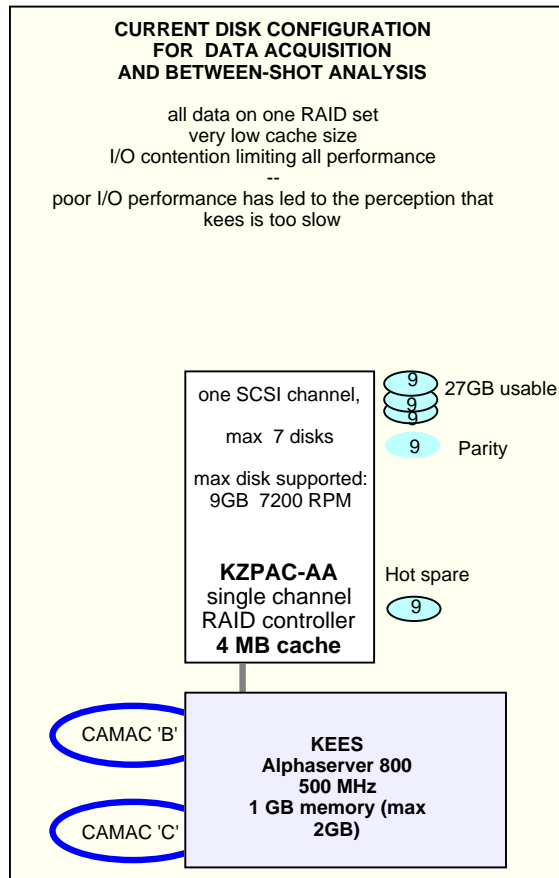 CURRENT DISK CONFIGURATION
FOR DATA ACQUISITION
AND BETWEEN-SHOT ANALYSIS
all data on one RAID set
very low cache size
I/O contention limiting all performance
--
poor I/O performance has led to the perception that
kees is too slow
one SCSI channel,
max 7 disks
max disk supported:
9GB 7200 RPM
KZPAC-AA
single channel
RAID controller
4 MB cache
9
9
9
27GB usable
9
Parity
Hot spare
9
CAMAC 'B'
CAMAC 'C'
KEES
Alphaserver 800
500 MHz
1 GB memory (max
2GB)